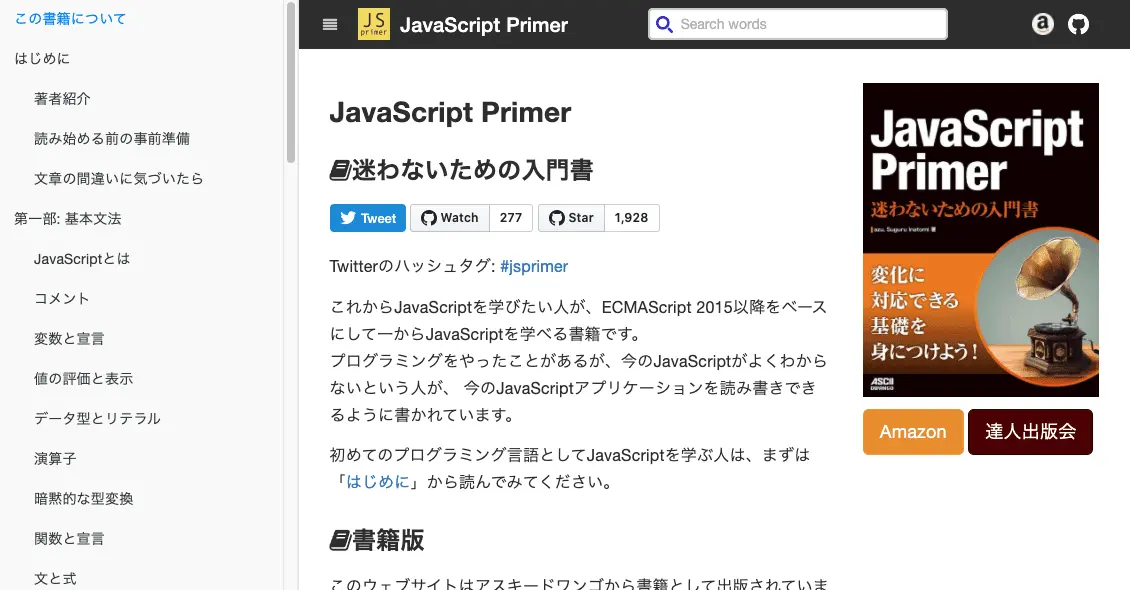 この書籍について
はじめに
著者紹介
読み始める前の事前準備
文章の間違いに気づいたら
第一部: 基本文法
JavaScriptとは
コメント
変数と宣言
値の評価と表示
データ型とリテラル
演算子
暗黙的な型変換
関数と宣言
文と式
JS
primer
JavaScript Primer
Search words
JavaScript Primer
迷わないための入門書
Tweet
Watch
277
Star
1,928
Twitterのハッシュタグ: #jsprimer
これからJavaScriptを学びたい人が、ECMAScript 2015以降をベース
にして一からJavaScriptを学べる書籍です。
プログラミングをやったことがあるが、今のJavaScriptがよくわから
ないという人が、 今のJavaScriptアプリケーションを読み書きでき
るように書かれています。
初めてのプログラミング言語としてJavaScriptを学ぶ人は、まずは
「はじめに」から読んでみてください。
書籍版
このウェブサイトはアスキードワンゴから書籍として出版されていま
JavaScript
Primer
迷わないための入門書
azu, Suguru Inatomi 著
変化に
対応できる
基礎を
身につけよう!
ASCII
DWANGO
Amazon
達人出版会